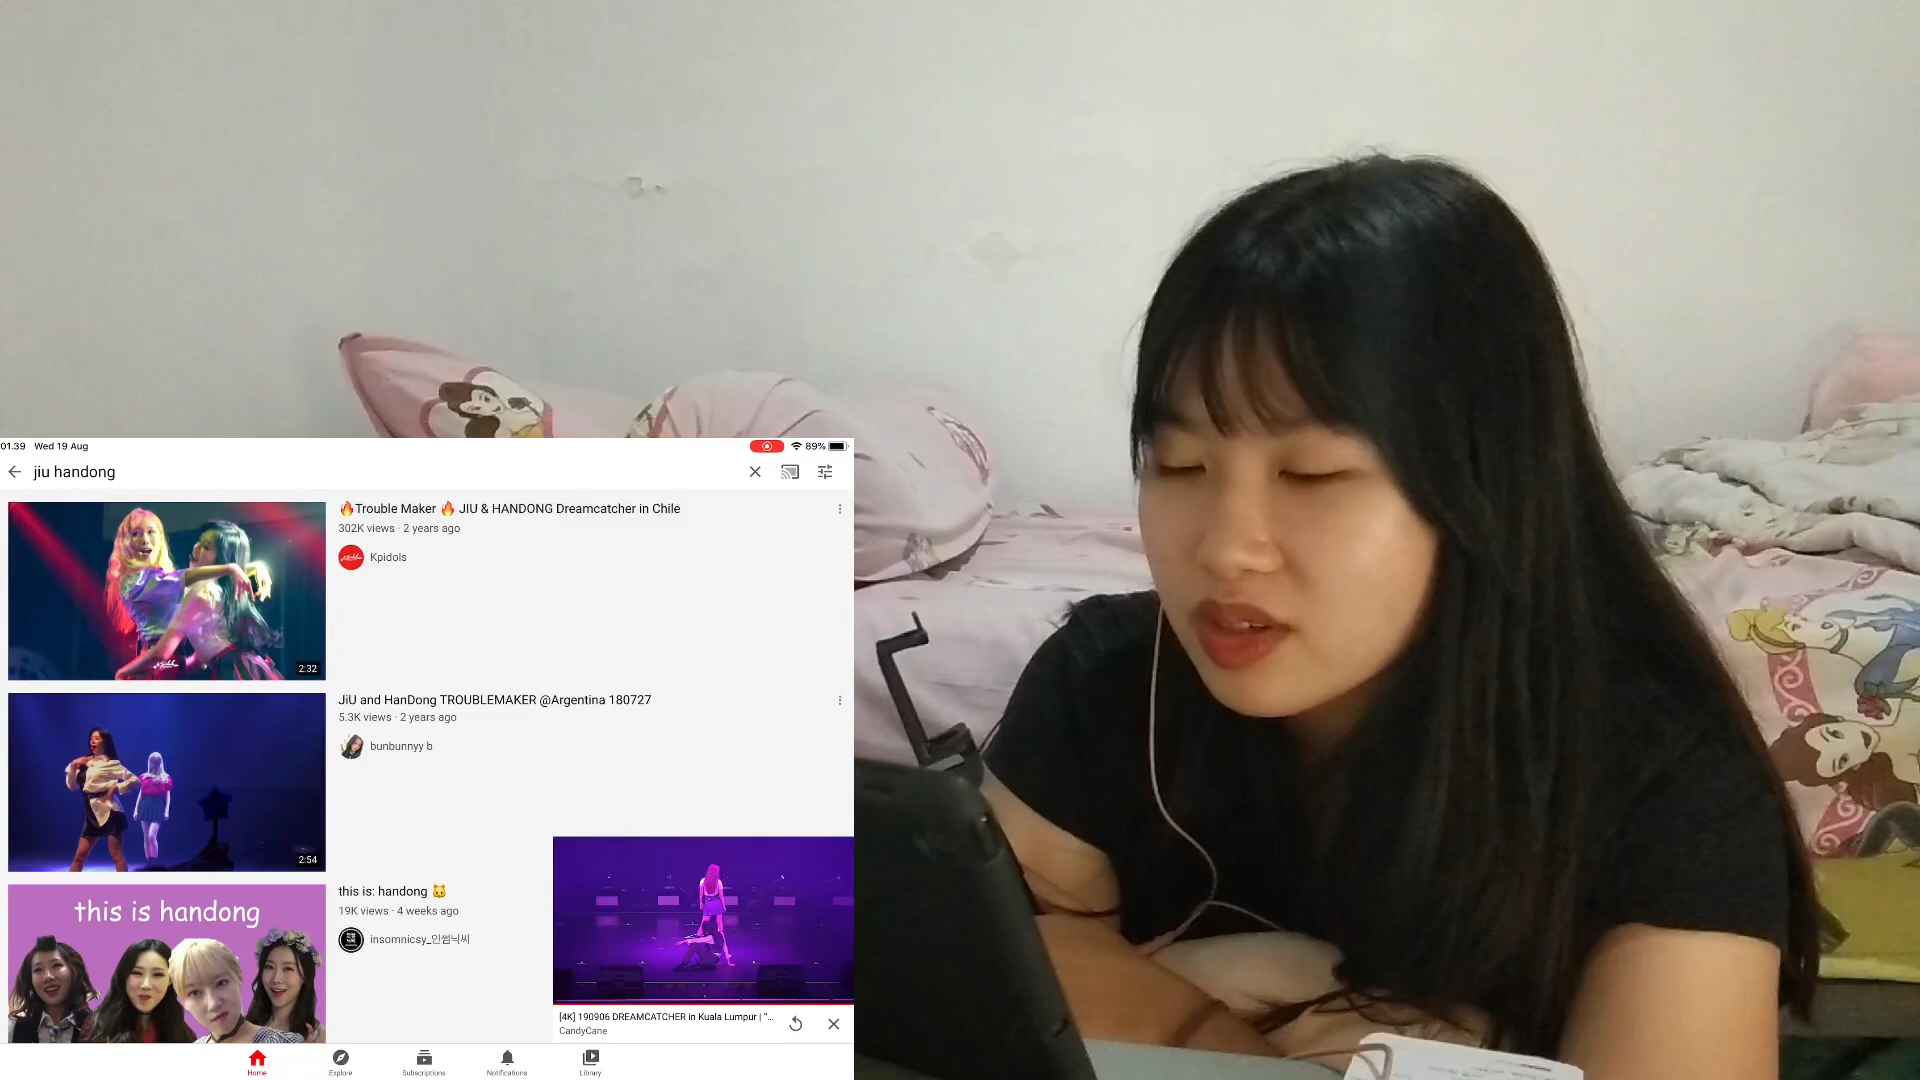 01.39 Wed 19 Aug
89%
jiu handong
🔥Trouble Maker 🔥 JIU & HANDONG Dreamcatcher in Chile
302K views · 2 years ago
Kpidols
2:32
JiU and HanDong TROUBLEMAKER @Argentina 180727
5.3K views · 2 years ago
bunbunnyy b
2:54
this is handong
this is: handong 🐱
19K views · 4 weeks ago
insomnicsy_인썸닉씨
[4K] 190906 DREAMCATCHER in Kuala Lumpur | "...
CandyCane
Home
Explore
Subscriptions
Notifications
Library